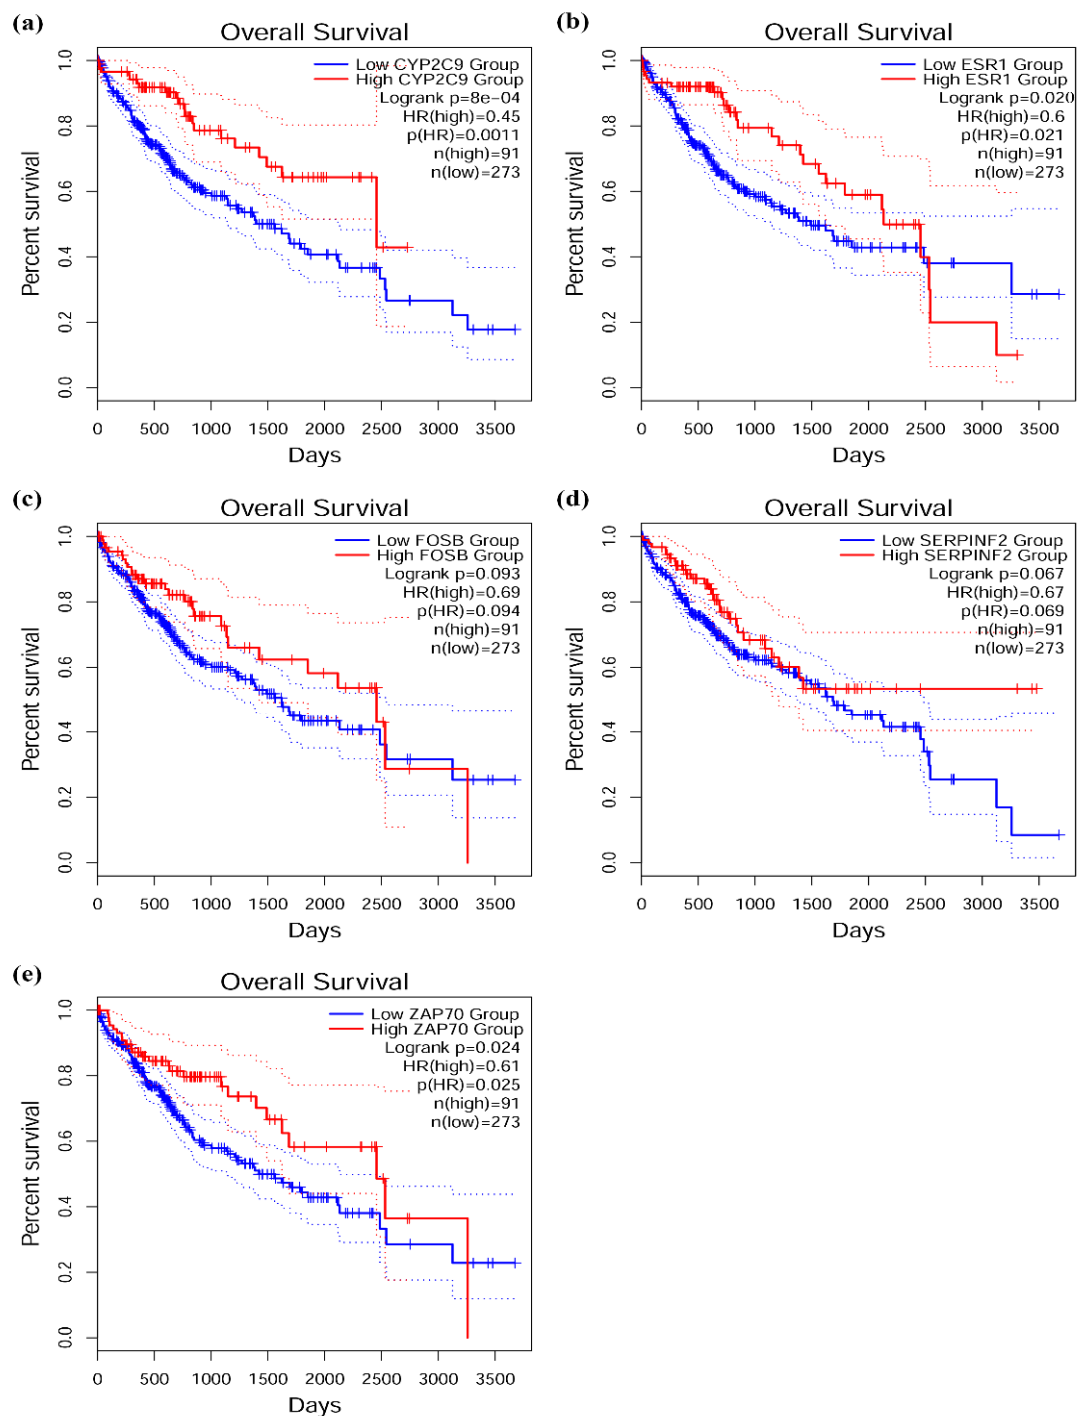 (a)
Overall Survival
Low CYP2C9 Group
High CYP2C9 Group
Logrank p=8e-04
HR(high)=0.45
p(HR)=0.0011
n(high)=91
n(low)=273
Percent survival
0.0 0.2 0.4 0.6 0.8 1.0
0 500 1000 1500 2000 2500 3000 3500
Days
(b)
Overall Survival
Low ESR1 Group
High ESR1 Group
Logrank p=0.020
HR(high)=0.6
p(HR)=0.021
n(high)=91
n(low)=273
Percent survival
0.0 0.2 0.4 0.6 0.8 1.0
0 500 1000 1500 2000 2500 3000 3500
Days
(c)
Overall Survival
Low FOSB Group
High FOSB Group
Logrank p=0.093
HR(high)=0.69
p(HR)=0.094
n(high)=91
n(low)=273
Percent survival
0.0 0.2 0.4 0.6 0.8 1.0
0 500 1000 1500 2000 2500 3000 3500
Days
(d)
Overall Survival
Low SERPINF2 Group
High SERPINF2 Group
Logrank p=0.067
HR(high)=0.67
p(HR)=0.069
n(high)=91
n(low)=273
Percent survival
0.0 0.2 0.4 0.6 0.8 1.0
0 500 1000 1500 2000 2500 3000 3500
Days
(e)
Overall Survival
Low ZAP70 Group
High ZAP70 Group
Logrank p=0.024
HR(high)=0.61
p(HR)=0.025
n(high)=91
n(low)=273
Percent survival
0.0 0.2 0.4 0.6 0.8 1.0
0 500 1000 1500 2000 2500 3000 3500
Days